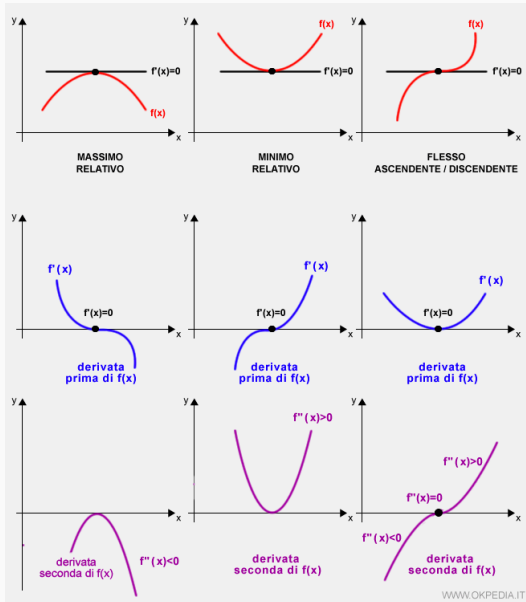 y
f'(x)=0
f(x)
x
MASSIMO
RELATIVO
y
f(x)
f'(x)=0
x
MINIMO
RELATIVO
y
f(x)
f'(x)=0
x
FLESSO
ASCENDENTE / DISCENDENTE
y
f'(x)
f'(x)=0
x
derivata
prima di f(x)
y
f'(x)
f'(x)=0
x
derivata
prima di f(x)
y
f'(x)
f'(x)=0
x
derivata
prima di f(x)
y
x
f"(x)<0
derivata
seconda di f(x)
y
f"(x)>0
x
derivata
seconda di f(x)
y
f"(x)>0
f"(x)=0
x
f"(x)<0
derivata
seconda di f(x)
WWW.OKPEDIA.IT